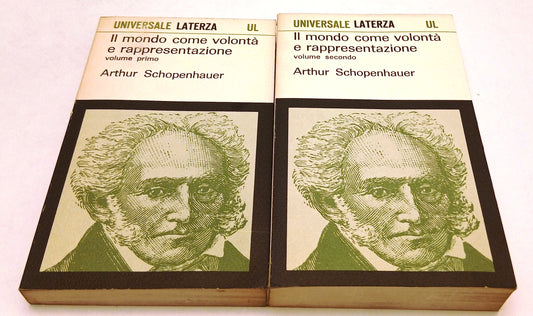 UNIVERSALE LATERZA UL
Il mondo come volontà
e rappresentazione
volume primo
Arthur Schopenhauer
UNIVERSALE LATERZA UL
Il mondo come volontà
e rappresentazione
volume secondo
Arthur Schopenhauer